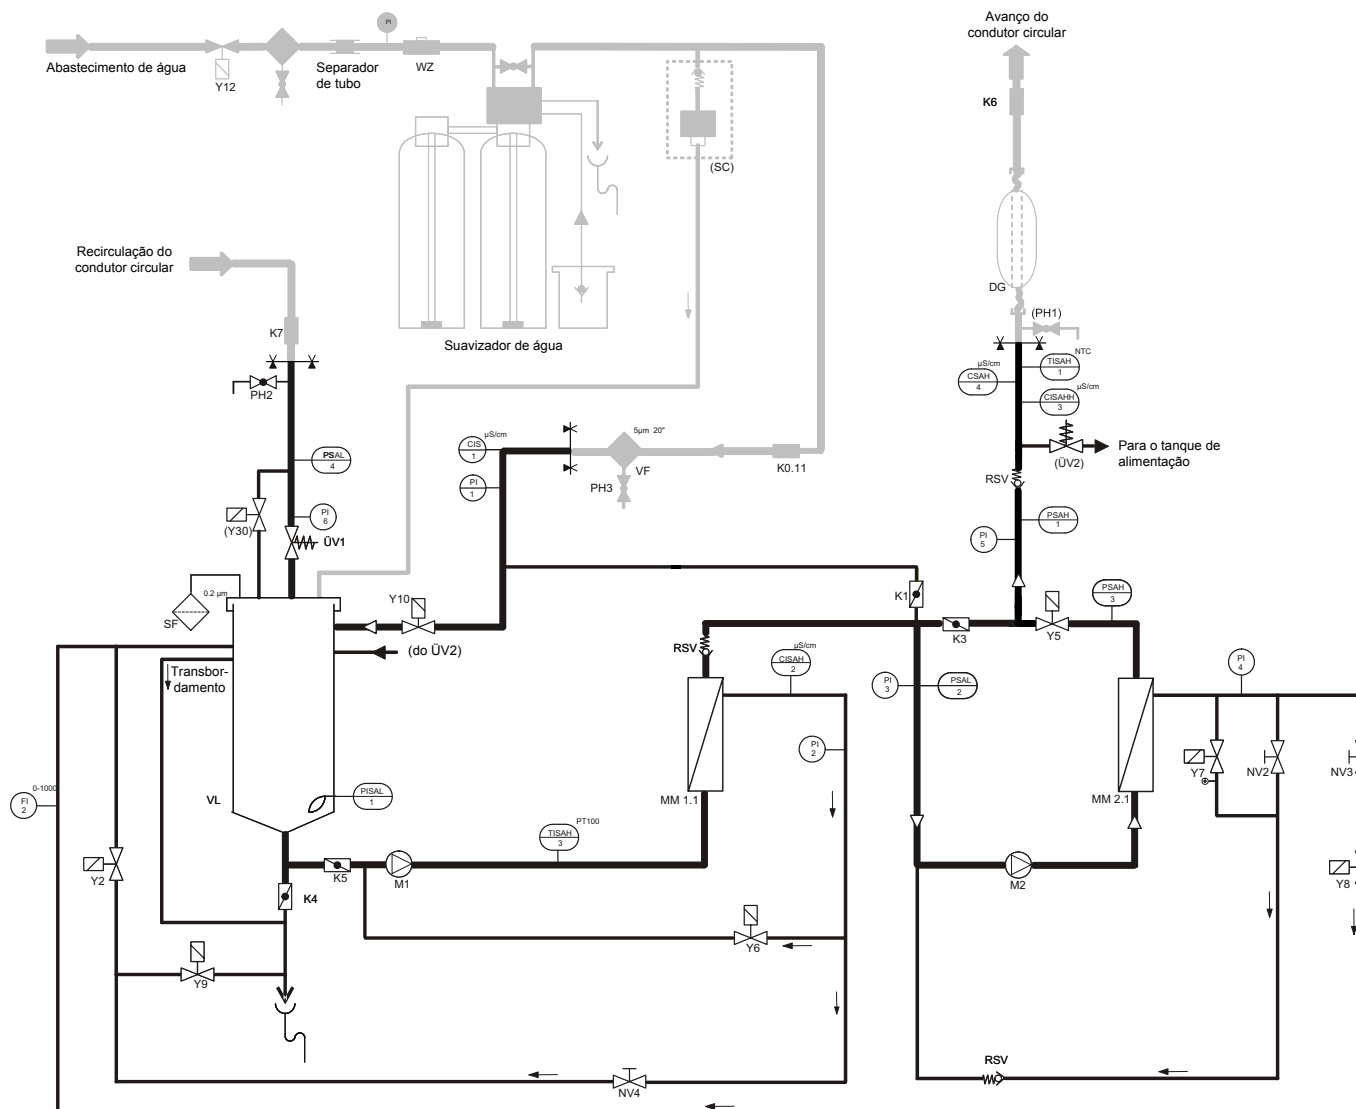 Avanço do
condutor circular
PI
Abastecimento de água
Y12
Separador
de tubo
WZ
K6
(SC)
Recirculação do
condutor circular
DG
K7
(PH1)
Suavizador de água
NTC
TISAH
1
µS/cm
CSAH
4
PH2
µS/cm
CISAHH
3
5µm 20"
µS/cm
CIS
1
Para o tanque de
alimentação
(ÜV2)
PSAL
4
VF
K0.11
RSV
PI
1
PH3
PI
6
(Y30)
ÜV1
PSAH
1
PI
5
0.2 µm
SF
Y10
K1
PSAH
3
Y5
K3
(do ÜV2)
RSV
µS/cm
CISAH
2
Transbor-
damento
PI
3
PSAL
2
PI
4
PI
2
Y7
NV2
NV3
0-1000
FI
2
VL
PISAL
1
MM 1.1
MM 2.1
PT100
TISAH
3
Y2
K5
M1
M2
Y8
K4
Y6
Y9
RSV
NV4